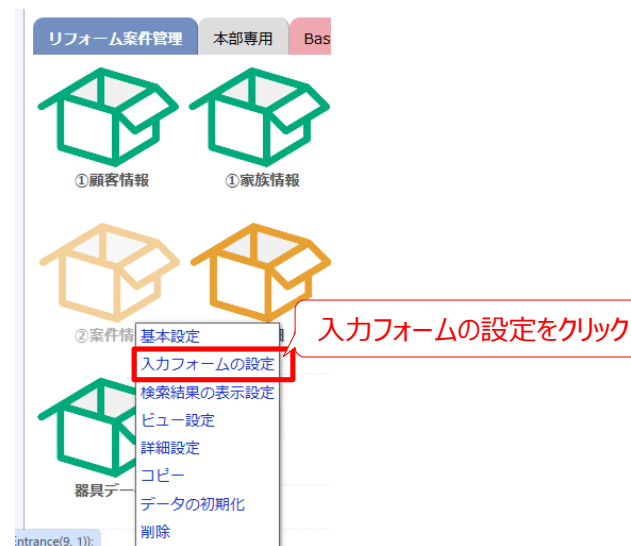 リフォーム案件管理 本部専用 Bas
①顧客情報 ①家族情報
②案件情
基本設定
入力フォームの設定
入力フォームの設定をクリック
検索結果の表示設定
ビュー設定
詳細設定
コピー
器具デー
データの初期化
削除
ntrance(9, 1));